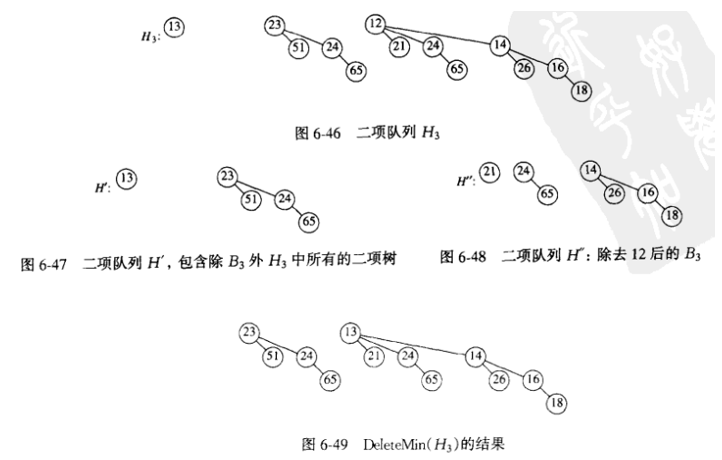 H₃: 13 23 51 24 65 12 21 24 65 14 26 16 18
图 6-46 二项队列 H₃
H′: 13 23 51 24 65
H″: 21 24 65 14 26 16 18
图 6-47 二项队列 H′，包含除 B₃ 外 H₃ 中所有的二项树
图 6-48 二项队列 H″：除去 12 后的 B₃
23 51 24 65 13 21 24 65 14 26 16 18
图 6-49 DeleteMin(H₃)的结果